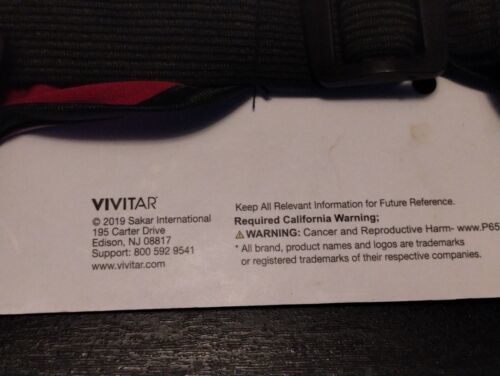 VIVITAR
© 2019 Sakar International
195 Carter Drive
Edison, NJ 08817
Support: 800 592 9541
www.vivitar.com
Keep All Relevant Information for Future Reference.
Required California Warning;
⚠WARNING: Cancer and Reproductive Harm- www.P65
* All brand, product names and logos are trademarks
or registered trademarks of their respective companies.